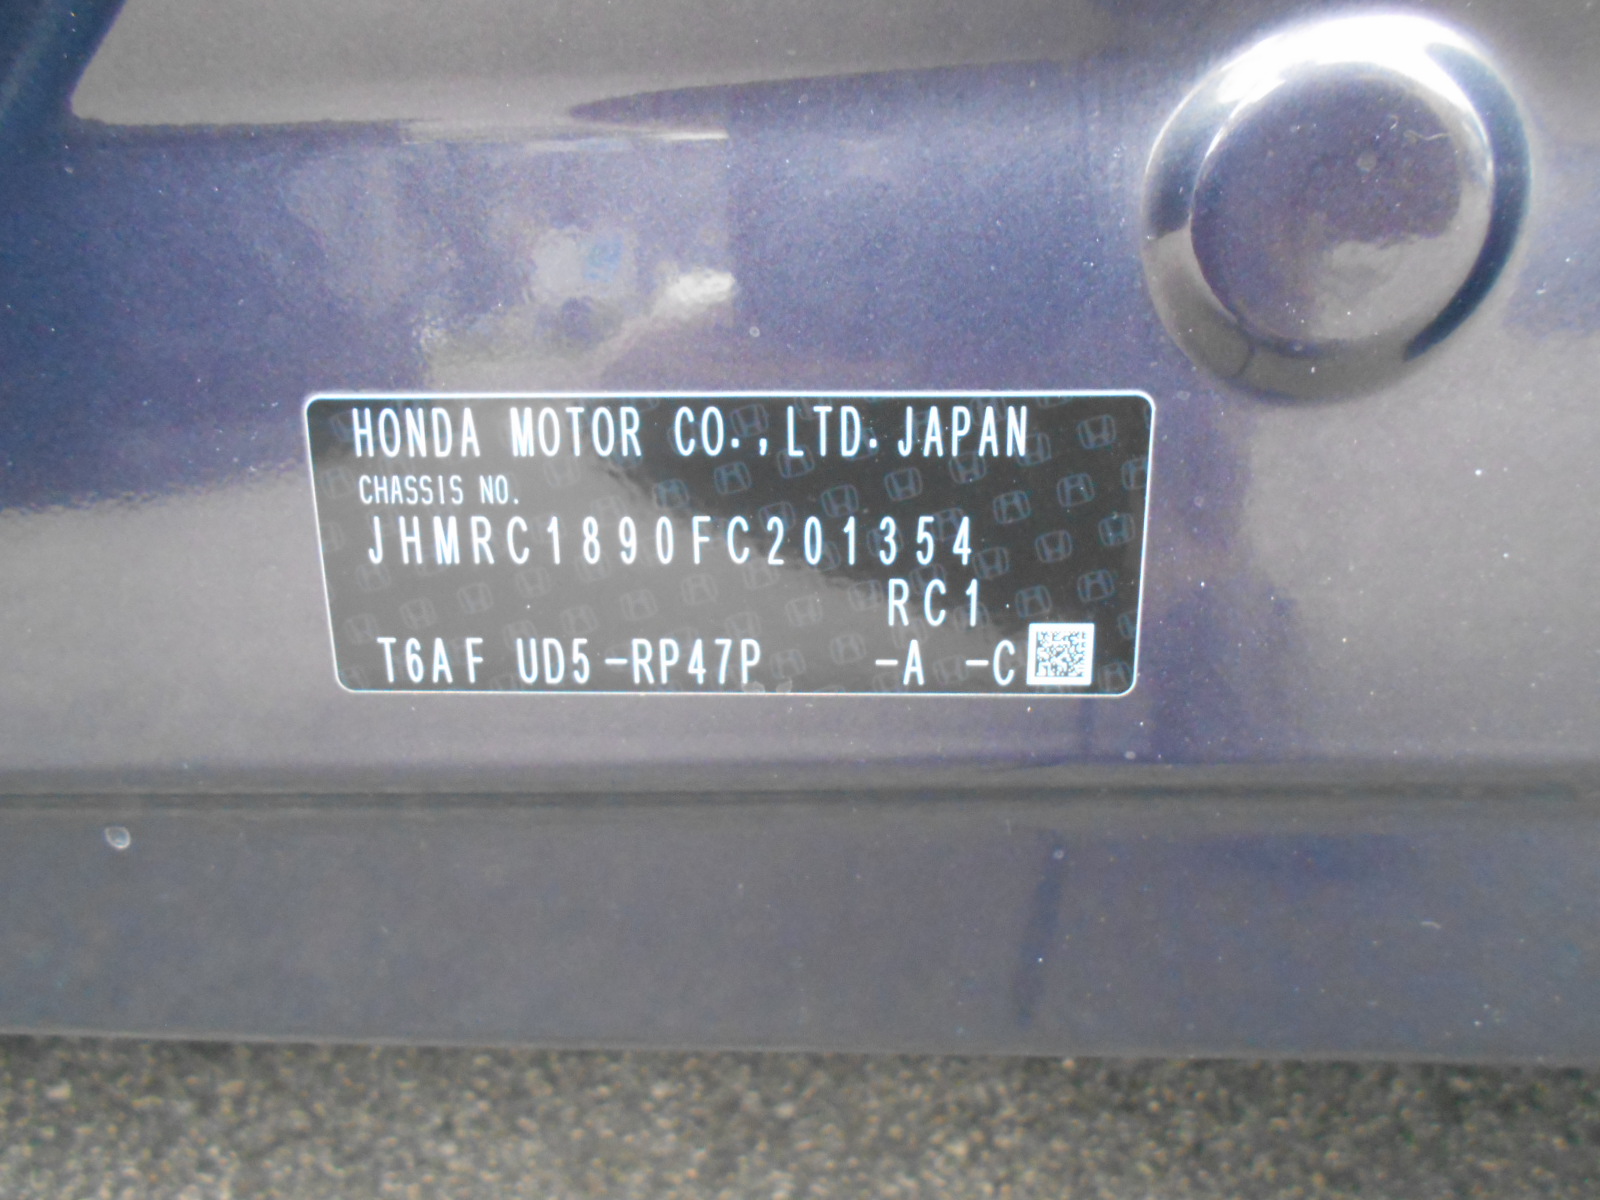 HONDA MOTOR CO.,LTD.JAPAN
CHASSIS NO.
JHMRC1890FC201354
RC1
T6AF UD5-RP47P -A -C